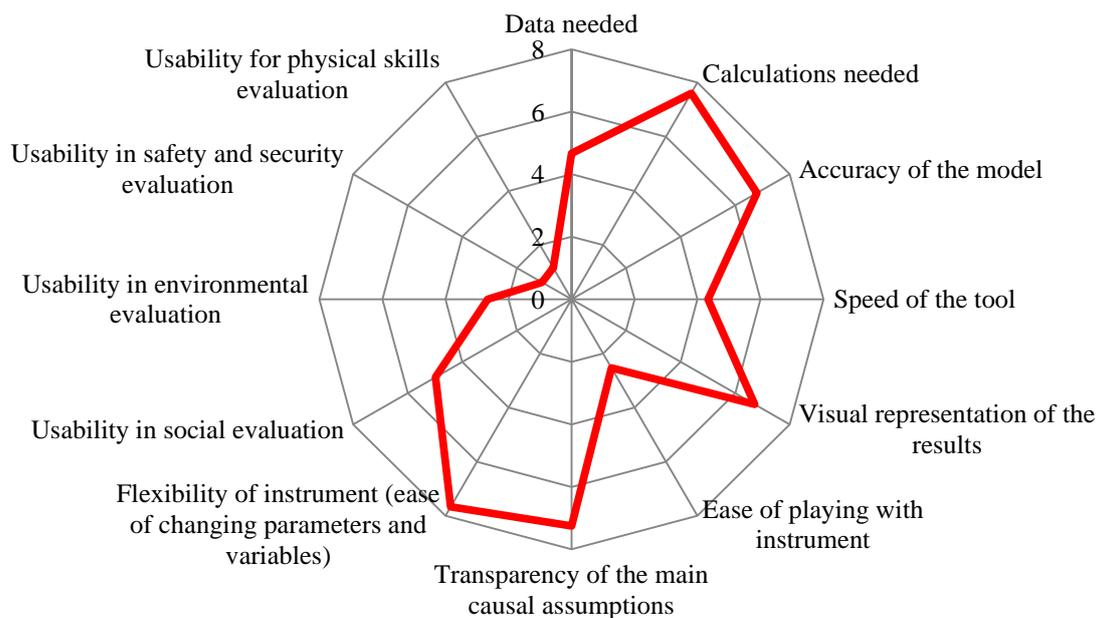 Data needed
Calculations needed
Accuracy of the model
Speed of the tool
Visual representation of the
results
Ease of playing with
instrument
Transparency of the main
causal assumptions
Flexibility of instrument (ease
of changing parameters and
variables)
Usability in social evaluation
Usability in environmental
evaluation
Usability in safety and security
evaluation
Usability for physical skills
evaluation
8
6
4
2
0